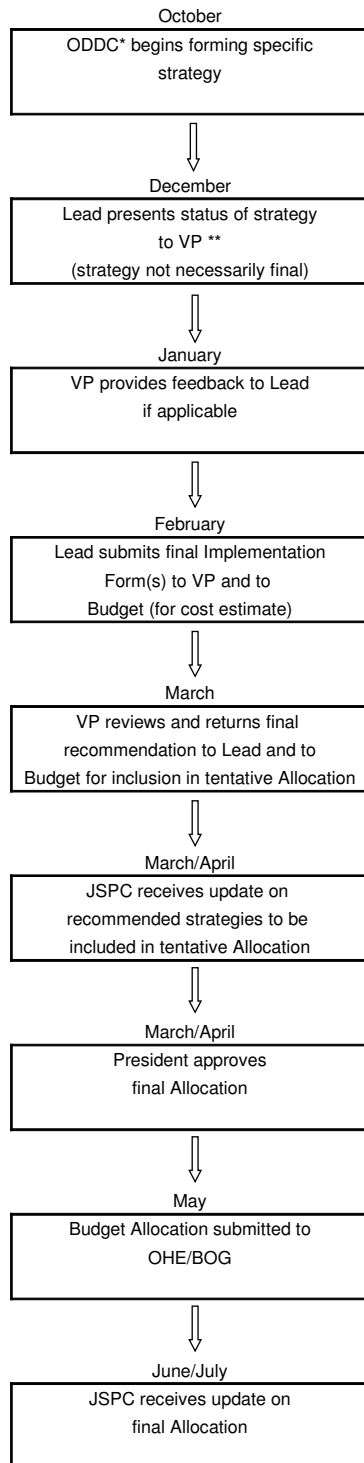 October
ODDC* begins forming specific
strategy
December
Lead presents status of strategy
to VP **
(strategy not necessarily final)
January
VP provides feedback to Lead
if applicable
February
Lead submits final Implementation
Form(s) to VP and to
Budget (for cost estimate)
March
VP reviews and returns final
recommendation to Lead and to
Budget for inclusion in tentative Allocation
March/April
JSPC receives update on
recommended strategies to be
included in tentative Allocation
March/April
President approves
final Allocation
May
Budget Allocation submitted to
OHE/BOG
June/July
JSPC receives update on
final Allocation